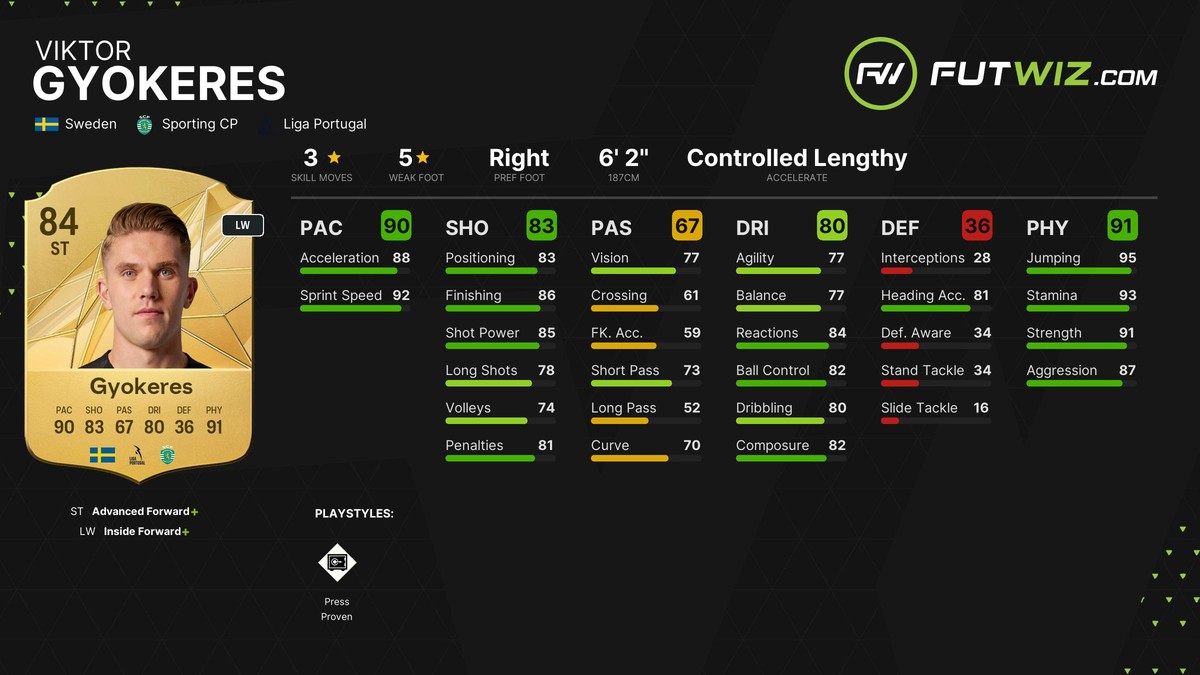 VIKTOR
GYOKERES
Sweden Sporting CP Liga Portugal
FW FUTWIZ.COM
3 5 Right 6' 2" Controlled Lengthy
SKILL MOVES WEAK FOOT PREF FOOT 187CM ACCELERATE
84
ST
LW
Gyokeres
PAC SHO PAS DRI DEF PHY
90 83 67 80 36 91
LIGA PORTUGAL
ST Advanced Forward+
LW Inside Forward+
PAC 90
Acceleration 88
Sprint Speed 92
SHO 83
Positioning 83
Finishing 86
Shot Power 85
Long Shots 78
Volleys 74
Penalties 81
PAS 67
Vision 77
Crossing 61
FK. Acc. 59
Short Pass 73
Long Pass 52
Curve 70
DRI 80
Agility 77
Balance 77
Reactions 84
Ball Control 82
Dribbling 80
Composure 82
DEF 36
Interceptions 28
Heading Acc. 81
Def. Aware 34
Stand Tackle 34
Slide Tackle 16
PHY 91
Jumping 95
Stamina 93
Strength 91
Aggression 87
PLAYSTYLES:
Press
Proven